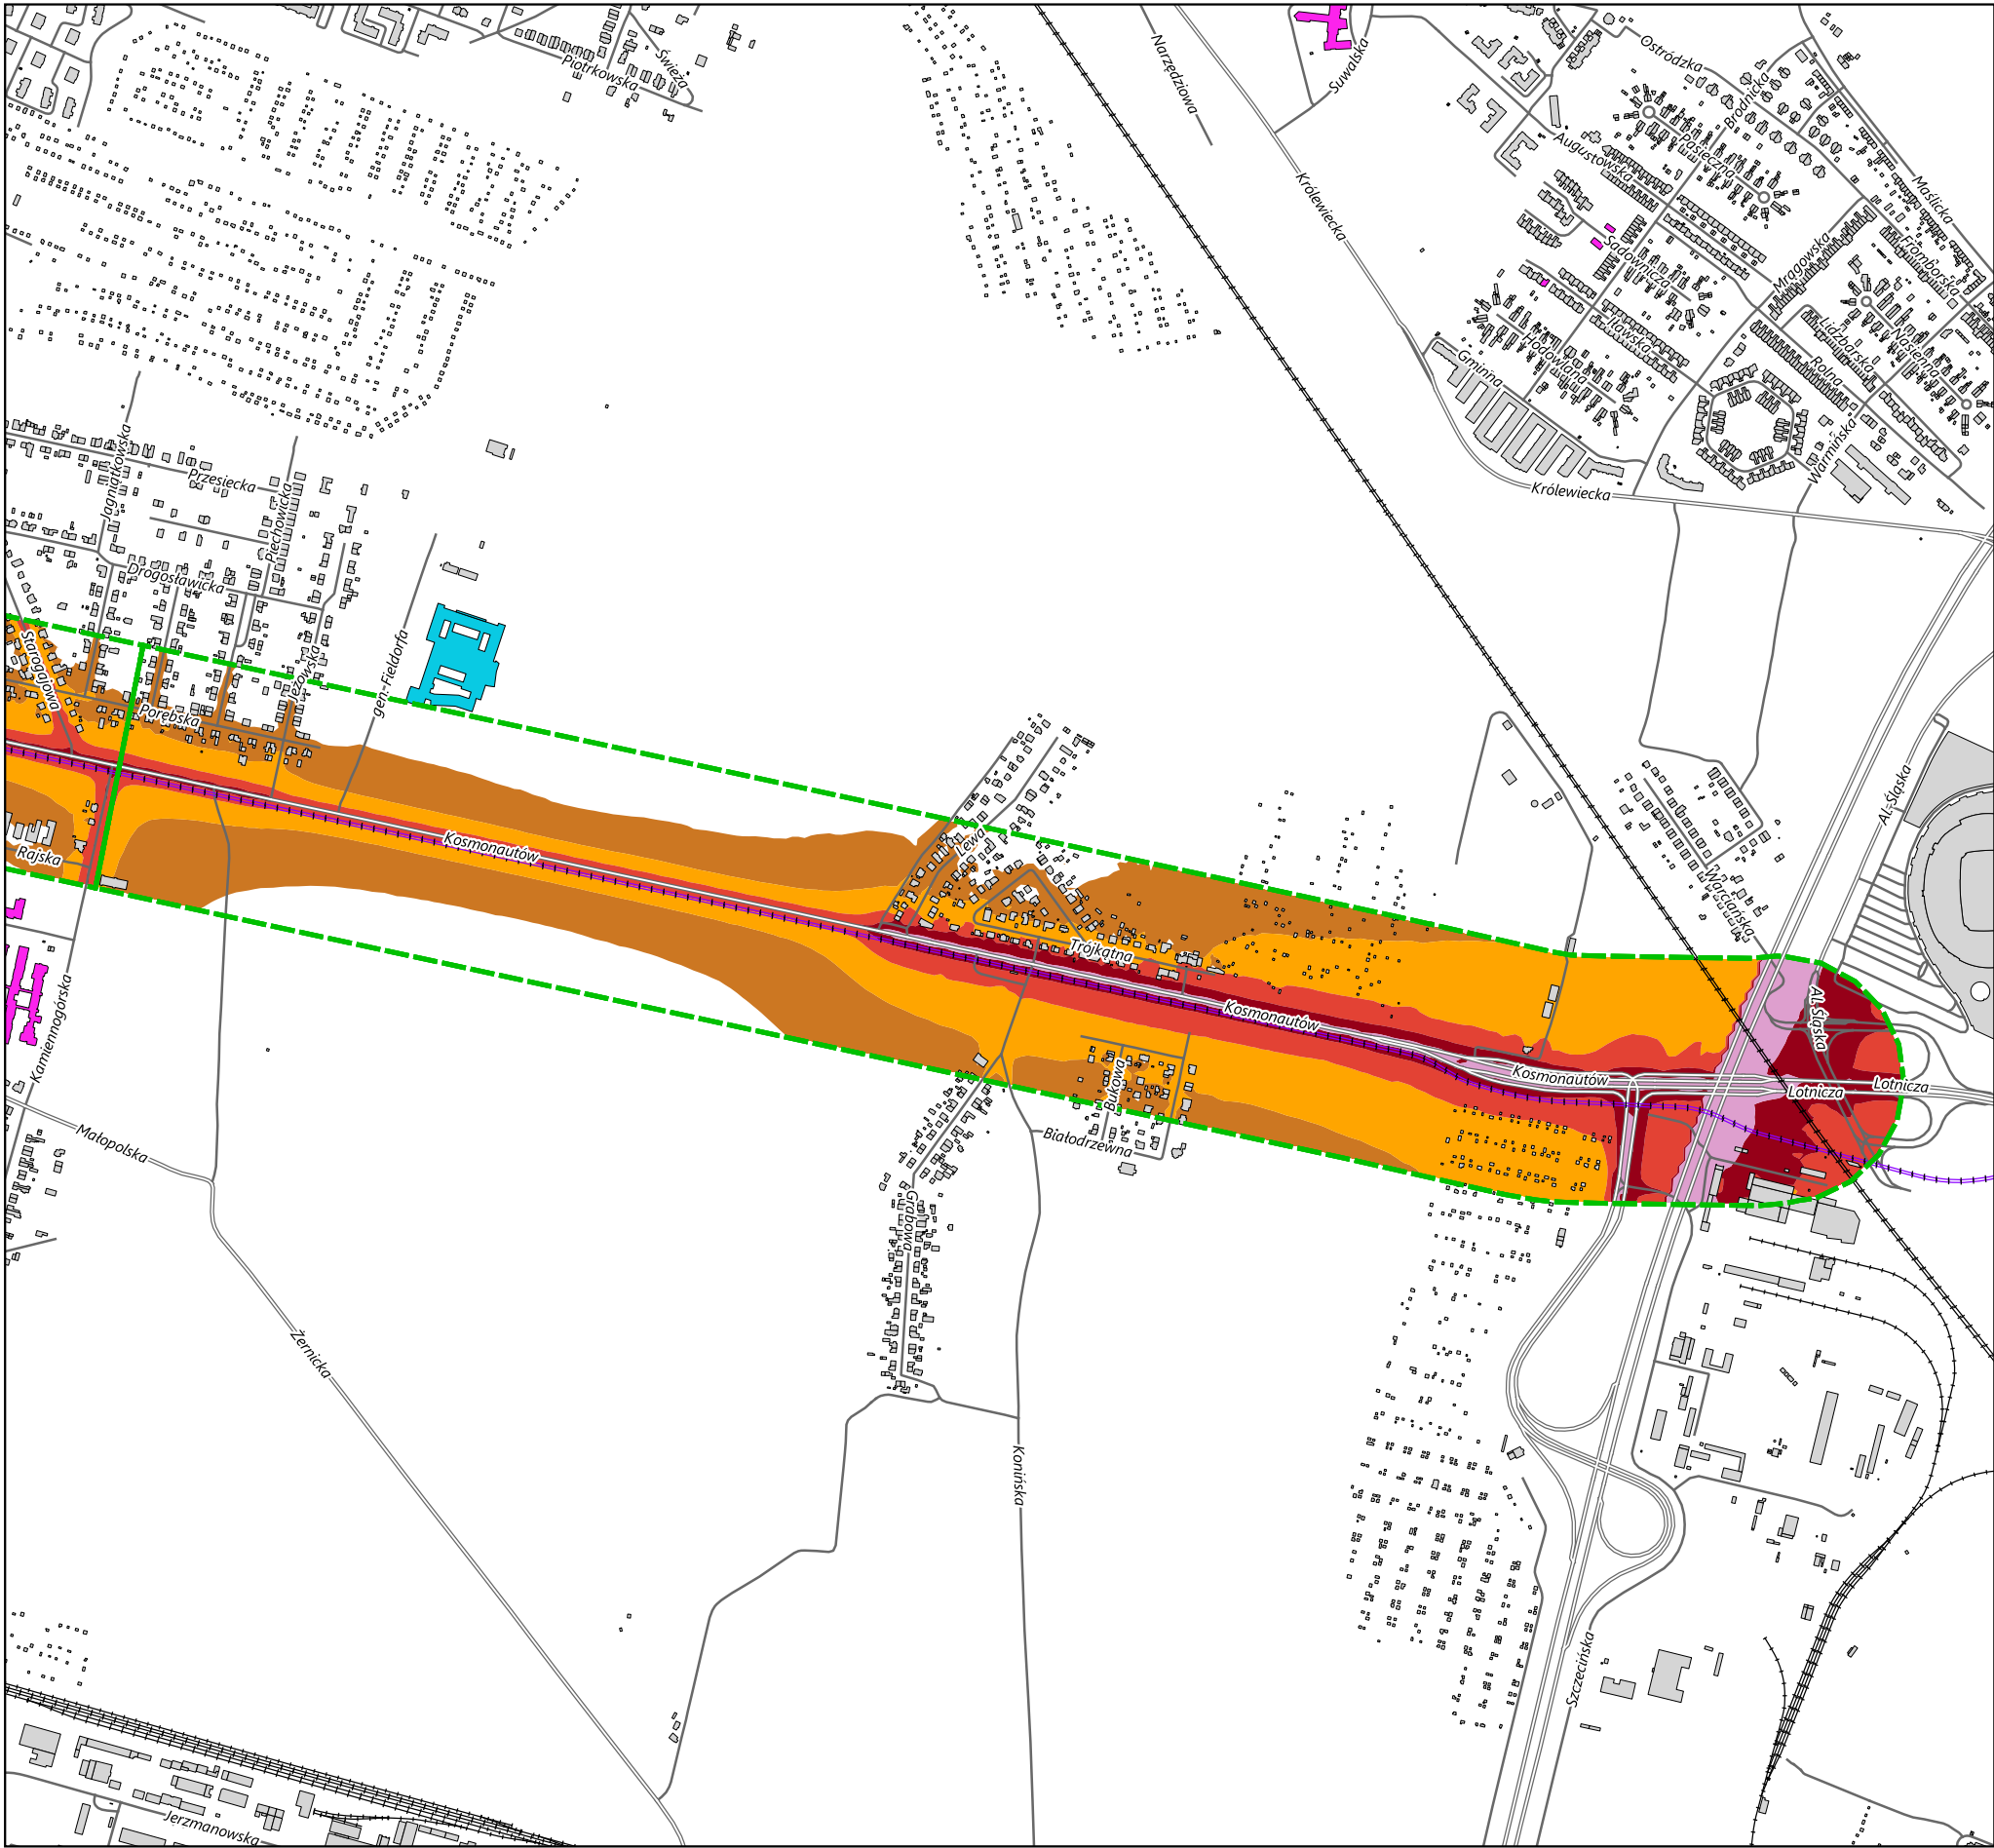 Piotrkowska
Świeża
Narzędziowa
Suwalska
Ostródzka
Brodnicka
Pasieczna
Augustowska
Maślicka
Królewiecka
Sadownicza
Mrągowska
Fromborska
Iławska
Lidzbarska
Nasienna
Gminna
Hodowlana
Rolna
Warmińska
Królewiecka
Jagniątkowska
Przesiecka
Piechowicka
Drogosławicka
Starogajowa
Jeżowska
gen. Fieldorfa
Porębska
Al. Śląska
Kosmonautów
Rajska
Lewa
Trójkątna
Warciańska
Kamiennogórska
Kosmonautów
Al. Śląska
Kosmonautów
Lotnicza
Lotnicza
Bukowa
Białodrzewna
Małopolska
Grabowa
Żernicka
Konińska
Szczecińska
Jerzmanowska